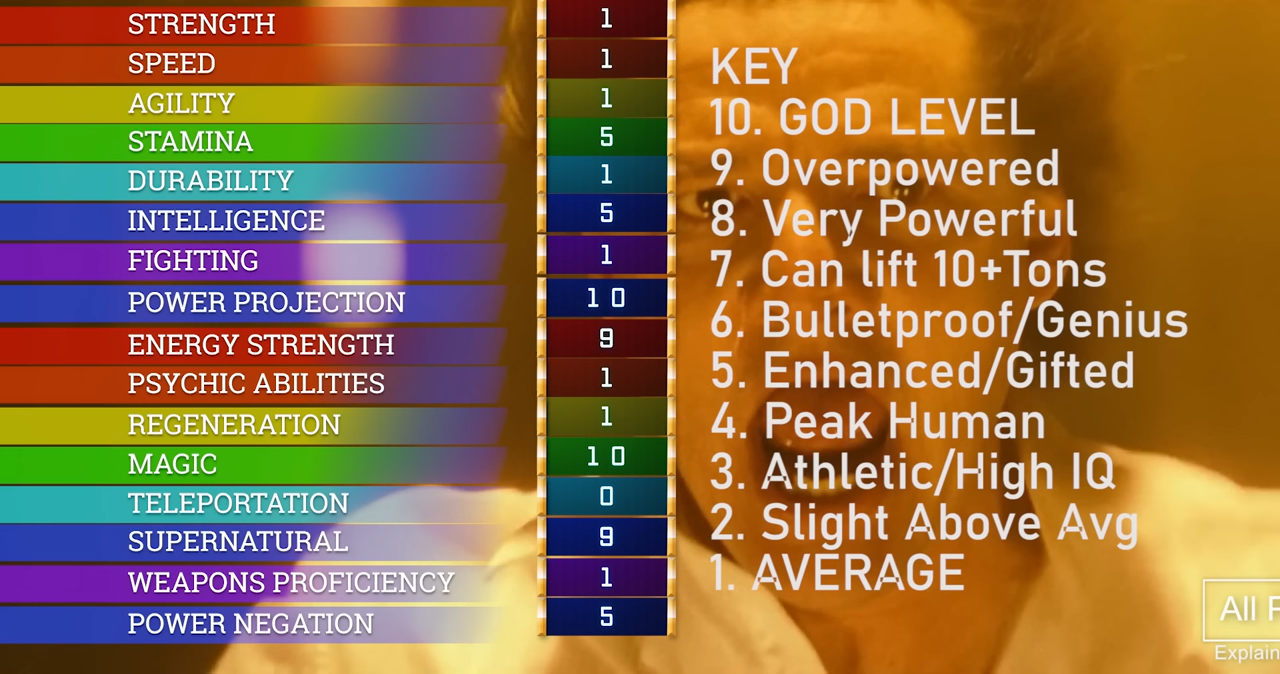 STRENGTH 1
SPEED 1
AGILITY 1
STAMINA 5
DURABILITY 1
INTELLIGENCE 5
FIGHTING 1
POWER PROJECTION 10
ENERGY STRENGTH 9
PSYCHIC ABILITIES 1
REGENERATION 1
MAGIC 10
TELEPORTATION 0
SUPERNATURAL 9
WEAPONS PROFICIENCY 1
POWER NEGATION 5
KEY
10. GOD LEVEL
9. Overpowered
8. Very Powerful
7. Can lift 10+Tons
6. Bulletproof/Genius
5. Enhanced/Gifted
4. Peak Human
3. Athletic/High IQ
2. Slight Above Avg
1. AVERAGE
All
Explain